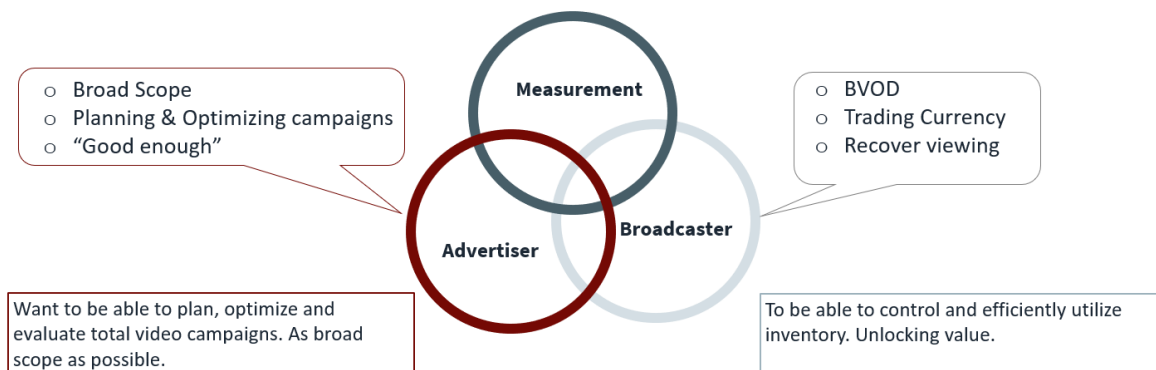 Measurement
Broad Scope
Planning & Optimizing campaigns
“Good enough”
BVOD
Trading Currency
Recover viewing
Advertiser
Broadcaster
Want to be able to plan, optimize and
evaluate total video campaigns. As broad
scope as possible.
To be able to control and efficiently utilize
inventory. Unlocking value.